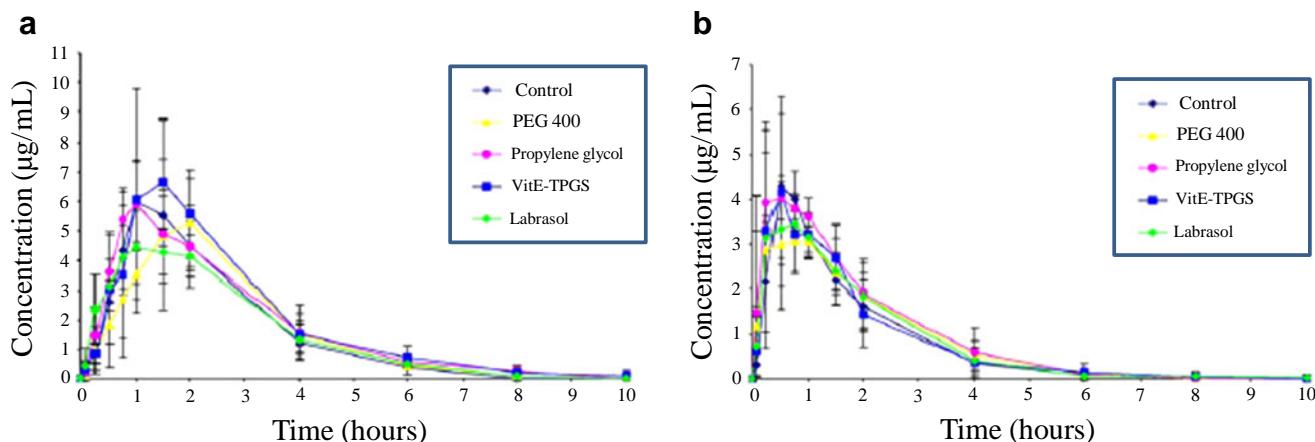 a
Concentration (µg/mL)
11
10
9
8
7
6
5
4
3
2
1
0
0 1 2 3 4 5 6 7 8 9 10
Time (hours)
Control
PEG 400
Propylene glycol
VitE-TPGS
Labrasol
b
Concentration (µg/mL)
7
6
5
4
3
2
1
0
0 1 2 3 4 5 6 7 8 9 10
Time (hours)
Control
PEG 400
Propylene glycol
VitE-TPGS
Labrasol